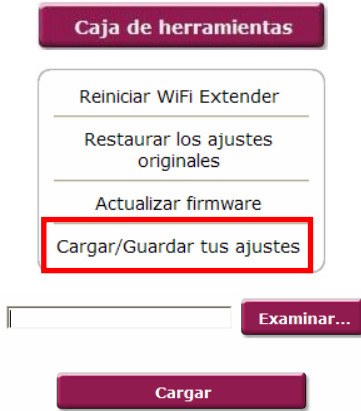 Caja de herramientas
Reiniciar WiFi Extender
Restaurar los ajustes
originales
Actualizar firmware
Cargar/Guardar tus ajustes
Examinar...
Cargar